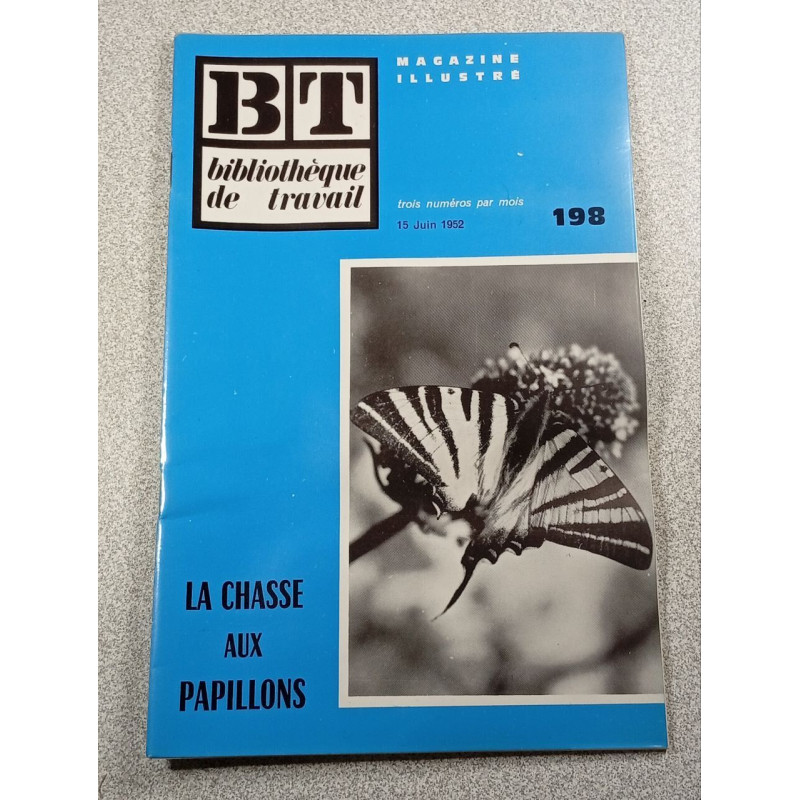 BT
bibliothèque
de travail
MAGAZINE
ILLUSTRÉ
trois numéros par mois
15 Juin 1952
198
LA CHASSE
AUX
PAPILLONS